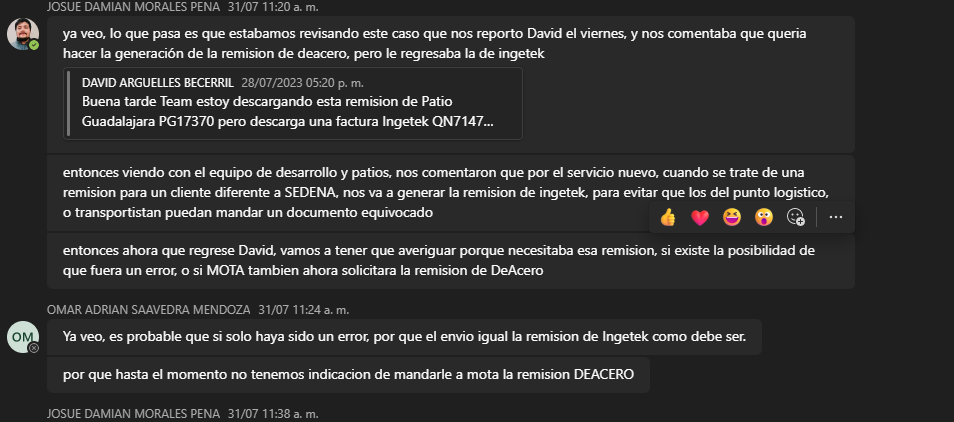 JOSUE DAMIAN MORALES PENA 31/07 11:20 a. m.
ya veo, lo que pasa es que estabamos revisando este caso que nos reporto David el viernes, y nos comentaba que queria
hacer la generación de la remision de deacero, pero le regresaba la de ingetek
DAVID ARGUELLES BECERRIL 28/07/2023 05:20 p. m.
Buena tarde Team estoy descargando esta remision de Patio
Guadalajara PG17370 pero descarga una factura Ingetek QN7147...
entonces viendo con el equipo de desarrollo y patios, nos comentaron que por el servicio nuevo, cuando se trate de una
remision para un cliente diferente a SEDENA, nos va a generar la remision de ingetek, para evitar que los del punto logistico,
o transportistan puedan mandar un documento equivocado
entonces ahora que regrese David, vamos a tener que averiguar porque necesitaba esa remision, si existe la posibilidad de
que fuera un error, o si MOTA tambien ahora solicitara la remision de DeAcero
OMAR ADRIAN SAAVEDRA MENDOZA 31/07 11:24 a. m.
OM
Ya veo, es probable que si solo haya sido un error, por que el envio igual la remision de Ingetek como debe ser.
por que hasta el momento no tenemos indicacion de mandarle a mota la remision DEACERO
JOSUE DAMIAN MORALES PENA 31/07 11:38 a. m.